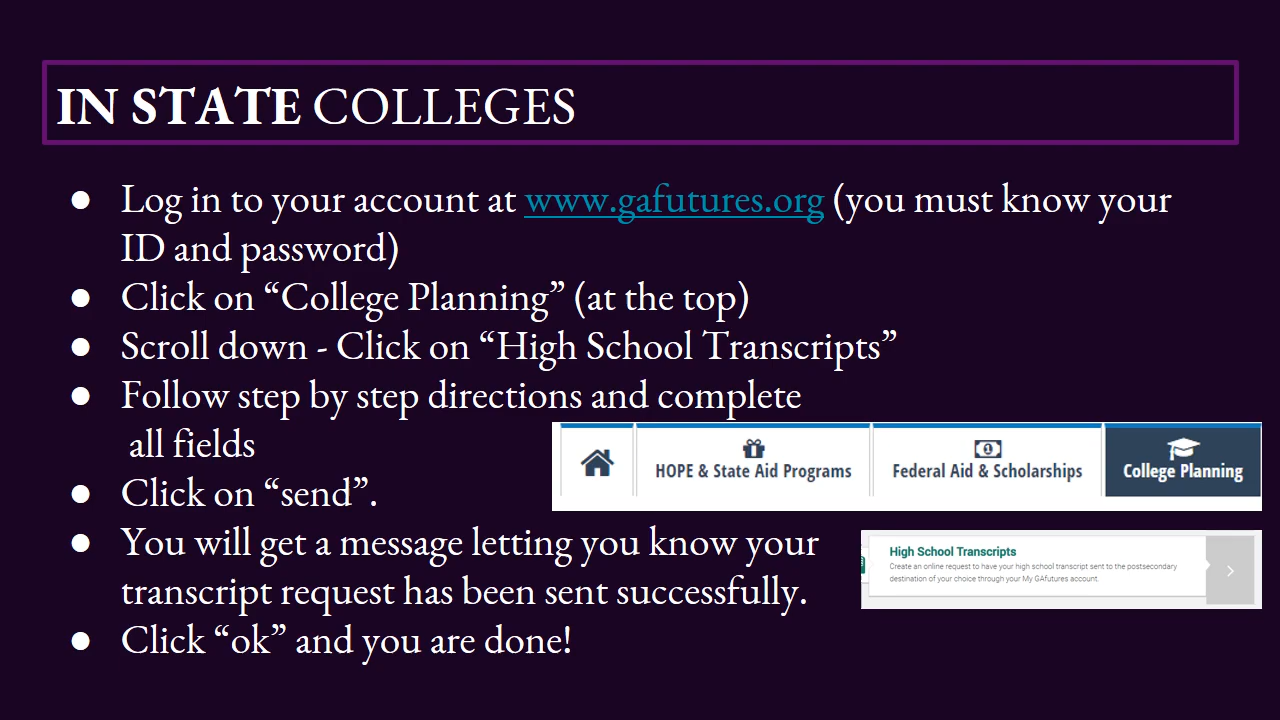 IN STATE COLLEGES
● Log in to your account at www.gafutures.org (you must know your
ID and password)
● Click on “College Planning” (at the top)
● Scroll down - Click on “High School Transcripts”
● Follow step by step directions and complete
all fields
● Click on “send”.
● You will get a message letting you know your
transcript request has been sent successfully.
● Click “ok” and you are done!
HOPE & State Aid Programs
Federal Aid & Scholarships
College Planning
High School Transcripts
Create an online request to have your high school transcript sent to the postsecondary
destination of your choice through your My GAfutures account.